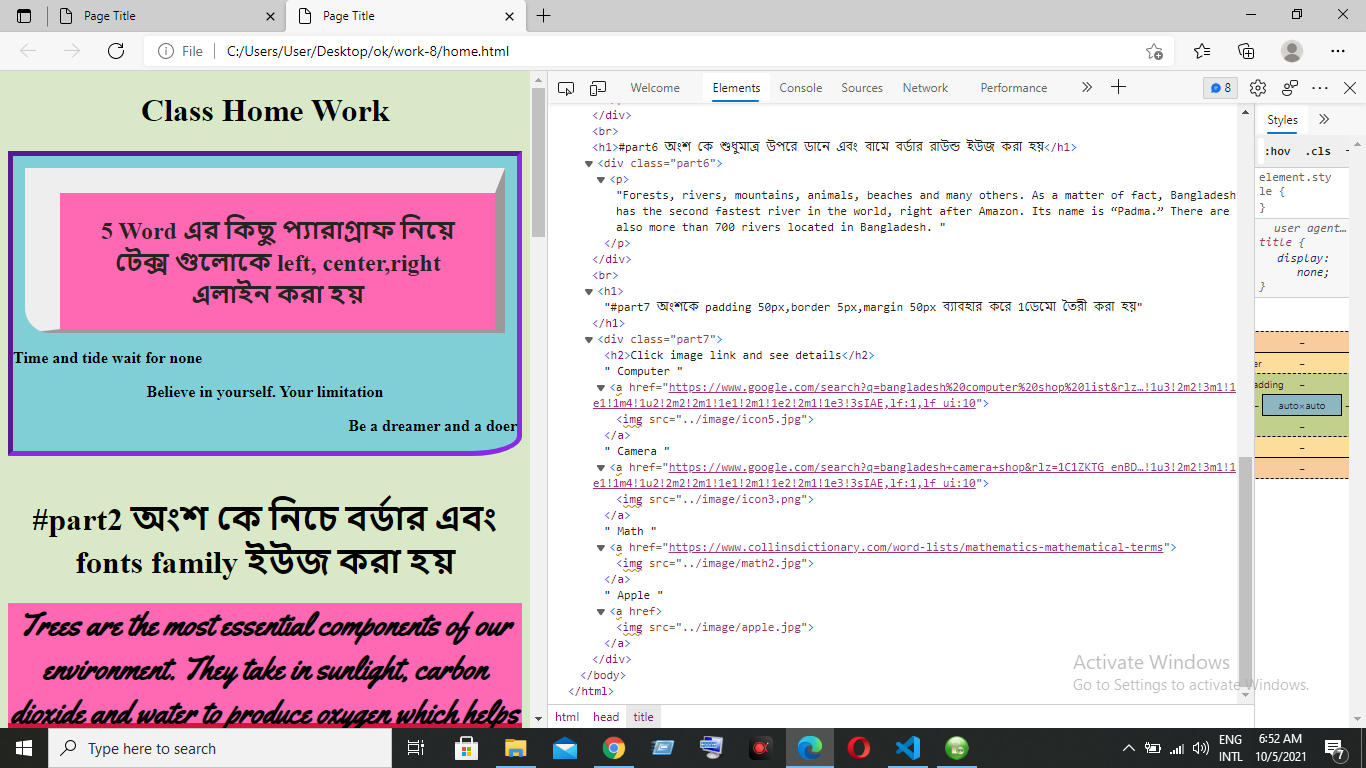 Page Title
Page Title
File C:/Users/User/Desktop/ok/work-8/home.html
Class Home Work
5 Word এর কিছু প্যারাগ্রাফ নিয়ে
টেক্স গুলোকে left, center,right
এলাইন করা হয়
Time and tide wait for none
Believe in yourself. Your limitation
Be a dreamer and a doer
#part2 অংশ কে নিচে বর্ডার এবং
fonts family ইউজ করা হয়
Trees are the most essential components of our
environment. They take in sunlight, carbon
dioxide and water to produce oxygen which helps
Welcome Elements Console Sources Network Performance 8
</div>
<br>
<h1>#part6 অংশ কে শুধুমাত্র উপরে ডানে এবং বামে বর্ডার রাউন্ড ইউজ করা হয়</h1>
<div class="part6">
<p>
"Forests, rivers, mountains, animals, beaches and many others. As a matter of fact, Bangladesh
has the second fastest river in the world, right after Amazon. Its name is “Padma.” There are
also more than 700 rivers located in Bangladesh. "
</p>
</div>
<br>
<h1>
"#part7 অংশকে padding 50px,border 5px,margin 50px ব্যাবহার করে 1ডেমো তৈরী করা হয়"
</h1>
<div class="part7">
<h2>Click image link and see details</h2>
" Computer "
<a href="https://www.google.com/search?q=bangladesh%20computer%20shop%20list&rlz…!1u3!2m2!3m1!1
e1!1m4!1u2!2m2!2m1!1e1!2m1!1e2!2m1!1e3!3sIAE,lf:1,lf_ui:10">
<img src="../image/icon5.jpg">
</a>
" Camera "
<a href="https://www.google.com/search?q=bangladesh+camera+shop&rlz=1C1ZKTG_enBD…!1u3!2m2!3m1!1
e1!1m4!1u2!2m2!2m1!1e1!2m1!1e2!2m1!1e3!3sIAE,lf:1,lf_ui:10">
<img src="../image/icon3.png">
</a>
" Math "
<a href="https://www.collinsdictionary.com/word-lists/mathematics-mathematical-terms">
<img src="../image/math2.jpg">
</a>
" Apple "
<a href>
<img src="../image/apple.jpg">
</a>
</div>
</body>
</html>
html head title
Styles
:hov .cls
element.sty
le {
}
user agent…
title {
display:
none;
}
er
adding
auto×auto
Activate Windows
Go to Settings to activate Windows.
Type here to search
ENG
INTL
6:52 AM
10/5/2021
7